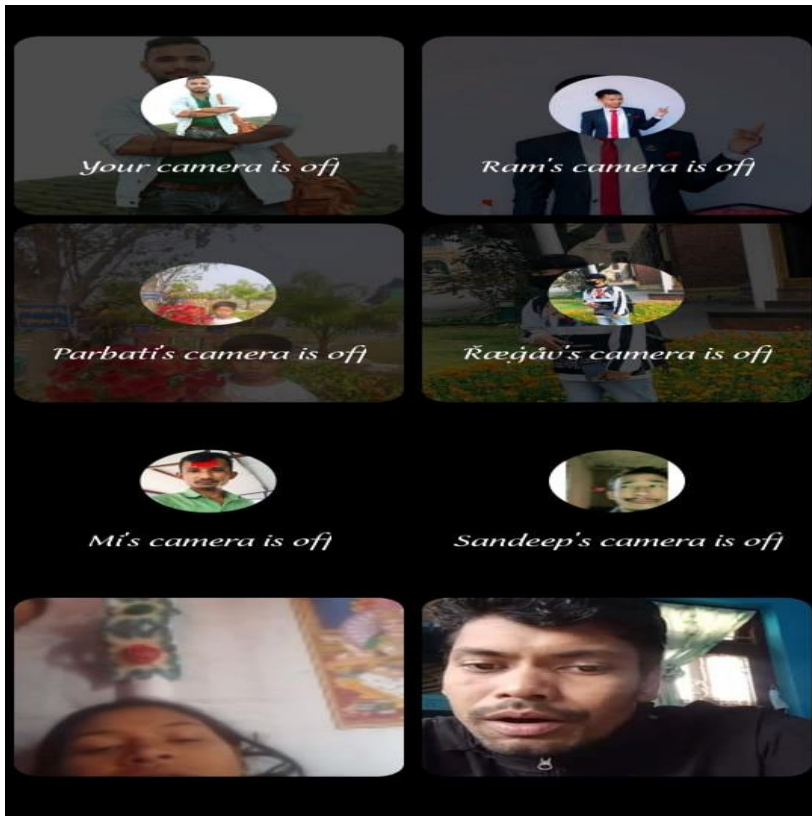 Your camera is off
Ram's camera is off
Parbati's camera is off
Řæģåv's camera is off
Mi's camera is off
Sandeep's camera is off